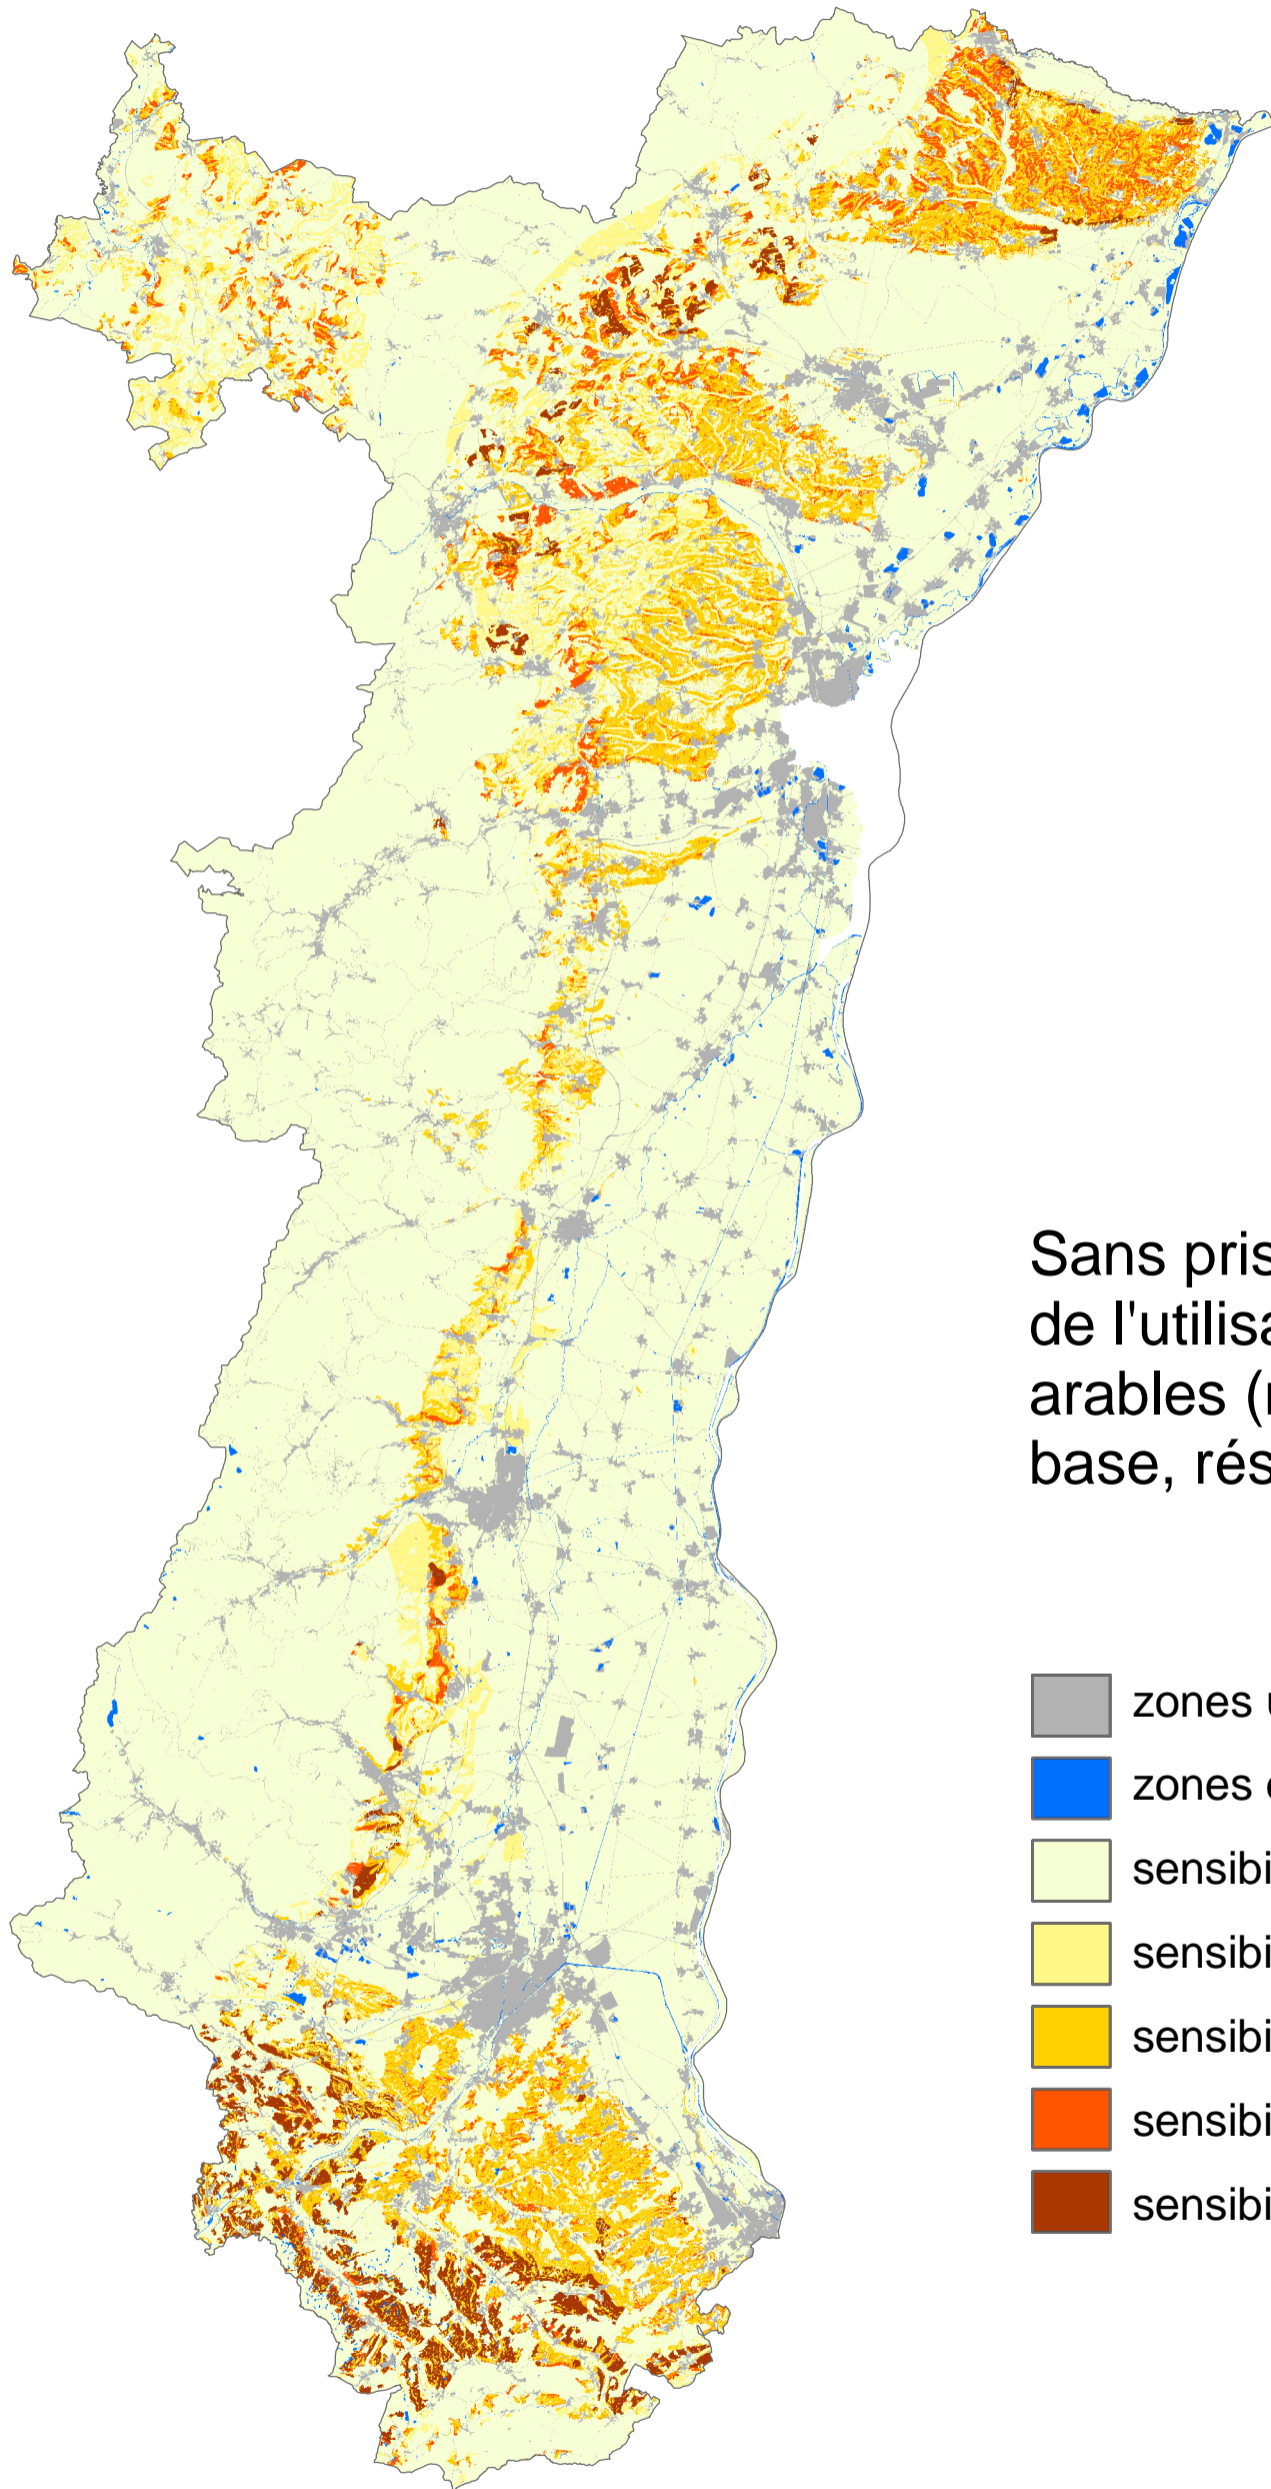 Sans pris
de l'utilisa
arables (
base, rés
zones
zones
sensibi
sensibi
sensibi
sensibi
sensibi